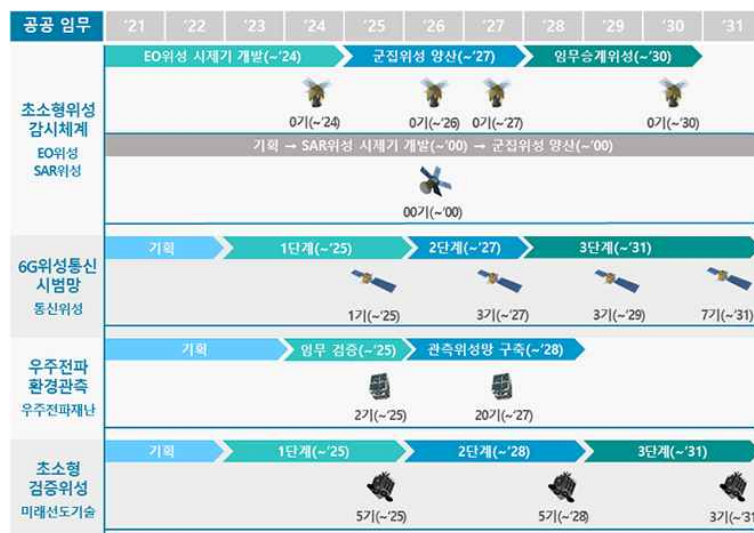 공공 임무 '21 '22 '23 '24 '25 '26 '27 '28 '29 '30 '31
초소형위성
감시체계
EO위성
SAR위성
EO위성 시제기 개발(~'24) 군집위성 양산(~'27) 임무승계위성(~'30)
0기(~'24) 0기(~'26) 0기(~'27) 0기(~'30)
기획 → SAR위성 시제기 개발(~'00) → 군집위성 양산(~'00)
00기(~'00)
6G위성통신
시범망
통신위성
기획 1단계(~'25) 2단계(~'27) 3단계(~'31)
1기(~'25) 3기(~'27) 3기(~'29) 7기(~'31)
우주전파
환경관측
우주전파재난
기획 임무 검증(~'25) 관측위성망 구축(~'28)
2기(~'25) 20기(~'27)
초소형
검증위성
미래선도기술
기획 1단계(~'25) 2단계(~'28) 3단계(~'31)
5기(~'25) 5기(~'28) 3기(~'31